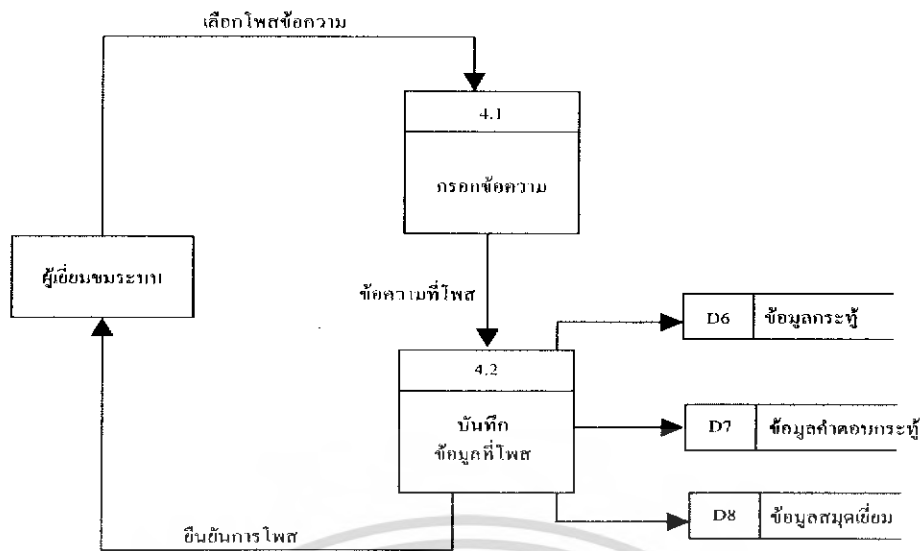 เลือกโพสข้อความ
4.1
กรอกข้อความ
ผู้เยี่ยมชมระบบ
ข้อความที่โพส
D6 ข้อมูลกระทู้
4.2
บันทึก
ข้อมูลที่โพส
D7 ข้อมูลคำตอบกระทู้
D8 ข้อมูลสมุดเยี่ยม
ยืนยันการโพส